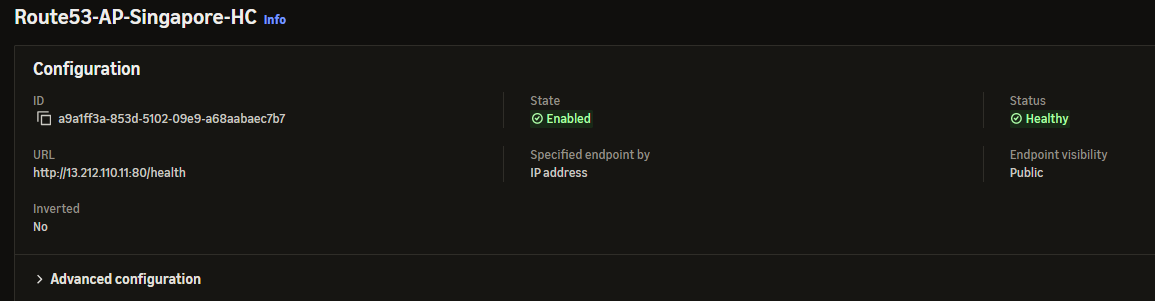 Route53-AP-Singapore-HC Info
Configuration
ID
a9a1ff3a-853d-5102-09e9-a68aabaec7b7
State
Enabled
Status
Healthy
URL
http://13.212.110.11:80/health
Specified endpoint by
IP address
Endpoint visibility
Public
Inverted
No
Advanced configuration